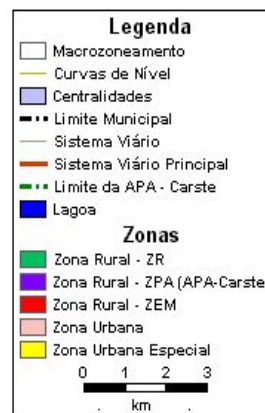 Legenda
Macrozoneamento
Curvas de Nível
Centralidades
Limite Municipal
Sistema Viário
Sistema Viário Principal
Limite da APA - Carste
Lagoa
Zonas
Zona Rural - ZR
Zona Rural - ZPA (APA-Carste
Zona Rural - ZEM
Zona Urbana
Zona Urbana Especial
0 1 2 3
km